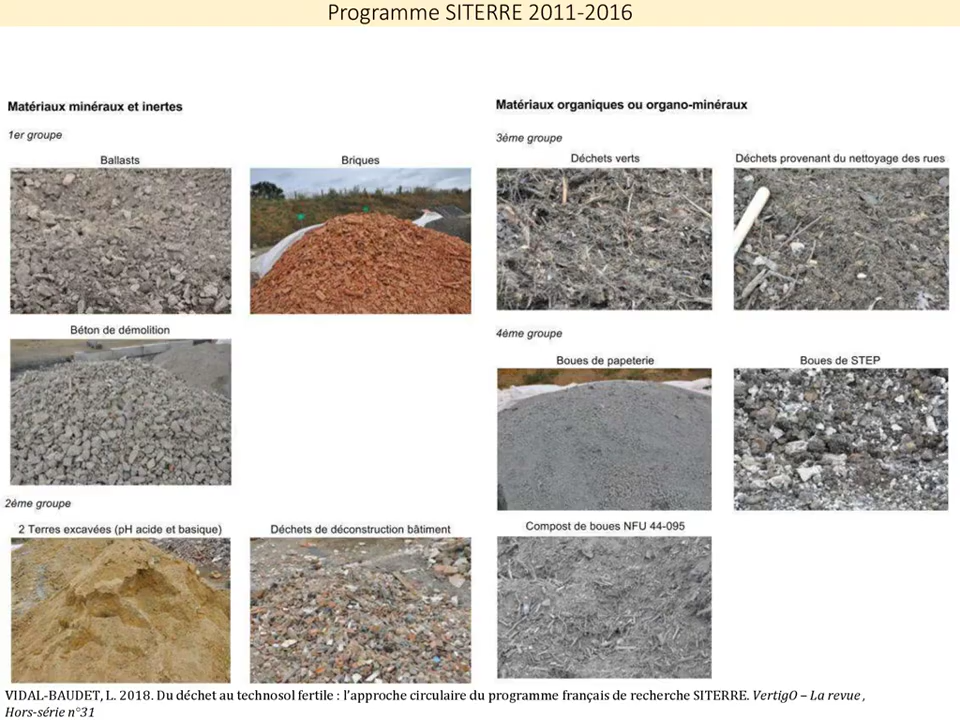 Programme SITERRE 2011-2016
Matériaux minéraux et inertes
1er groupe
Ballasts
Briques
Béton de démolition
2éme groupe
2 Terres excavées (pH acide et basique)
Déchets de déconstruction bâtiment
Matériaux organiques ou organo-minéraux
3éme groupe
Déchets verts
Déchets provenant du nettoyage des rues
4éme groupe
Boues de papeterie
Boues de STEP
Compost de boues NFU 44-095
VIDAL-BAUDET, L. 2018. Du déchet au technosol fertile : l'approche circulaire du programme français de recherche SITERRE. VertigO – La revue ,
Hors-série n°31